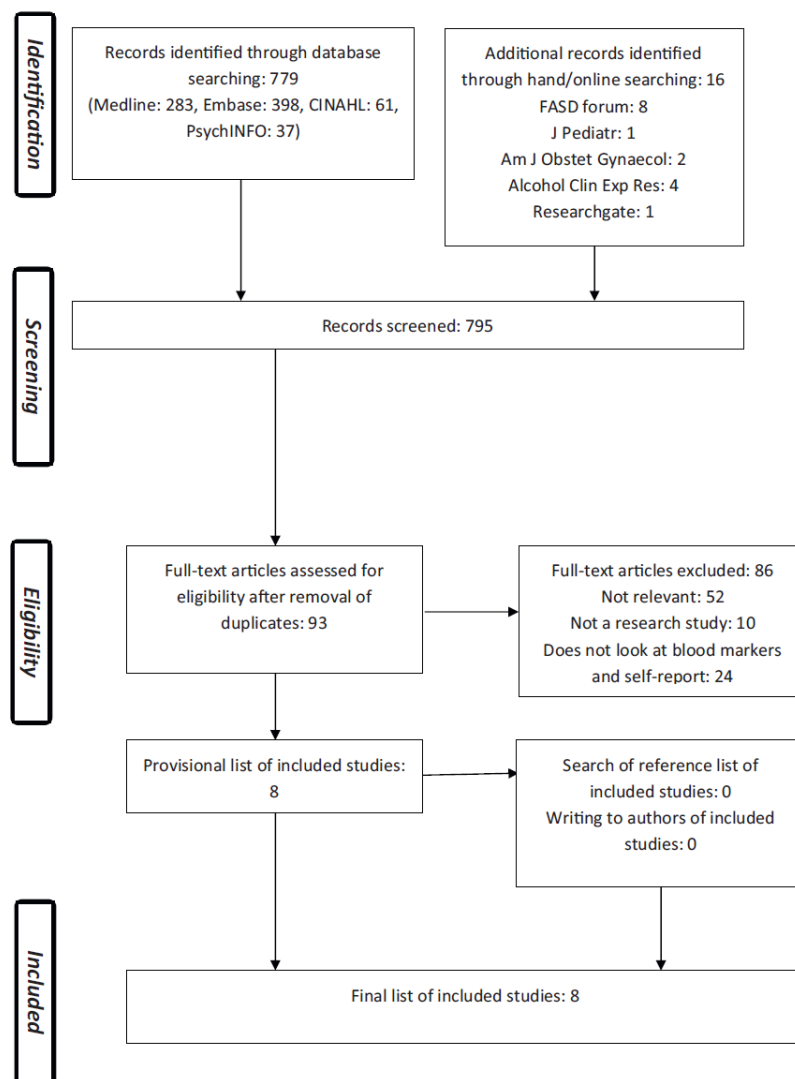 Identification
Records identified through database
searching: 779
(Medline: 283, Embase: 398, CINAHL: 61,
PsychINFO: 37)
Additional records identified
through hand/online searching: 16
FASD forum: 8
J Pediatr: 1
Am J Obstet Gynaecol: 2
Alcohol Clin Exp Res: 4
Researchgate: 1
Screening
Records screened: 795
Eligibility
Full-text articles assessed for
eligibility after removal of
duplicates: 93
Full-text articles excluded: 86
Not relevant: 52
Not a research study: 10
Does not look at blood markers
and self-report: 24
Provisional list of included studies:
8
Search of reference list of
included studies: 0
Writing to authors of included
studies: 0
Included
Final list of included studies: 8